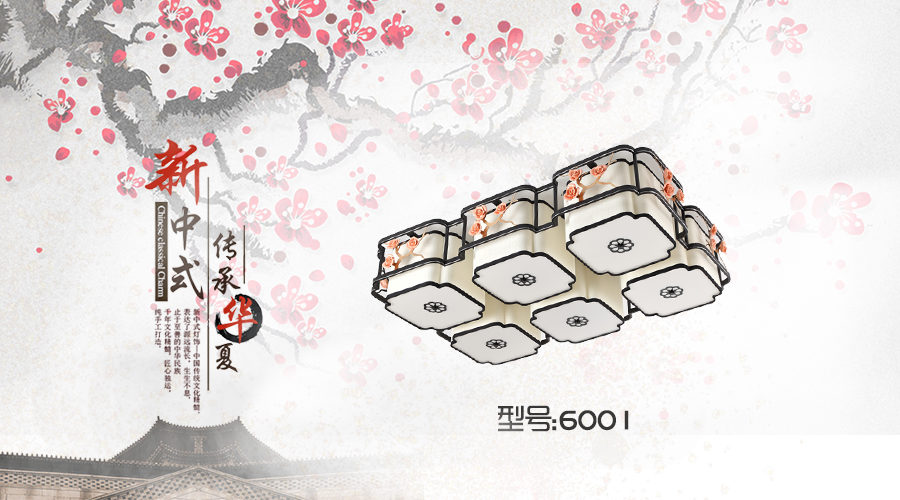 新中式
Chinese classical Charm
传承华夏
新中式灯饰—中国传统文化精髓，
表达了源远流长，生生不息，
止于至善的中华民族
千年文化精髓，匠心独运，
纯手工打造。
型号:6001